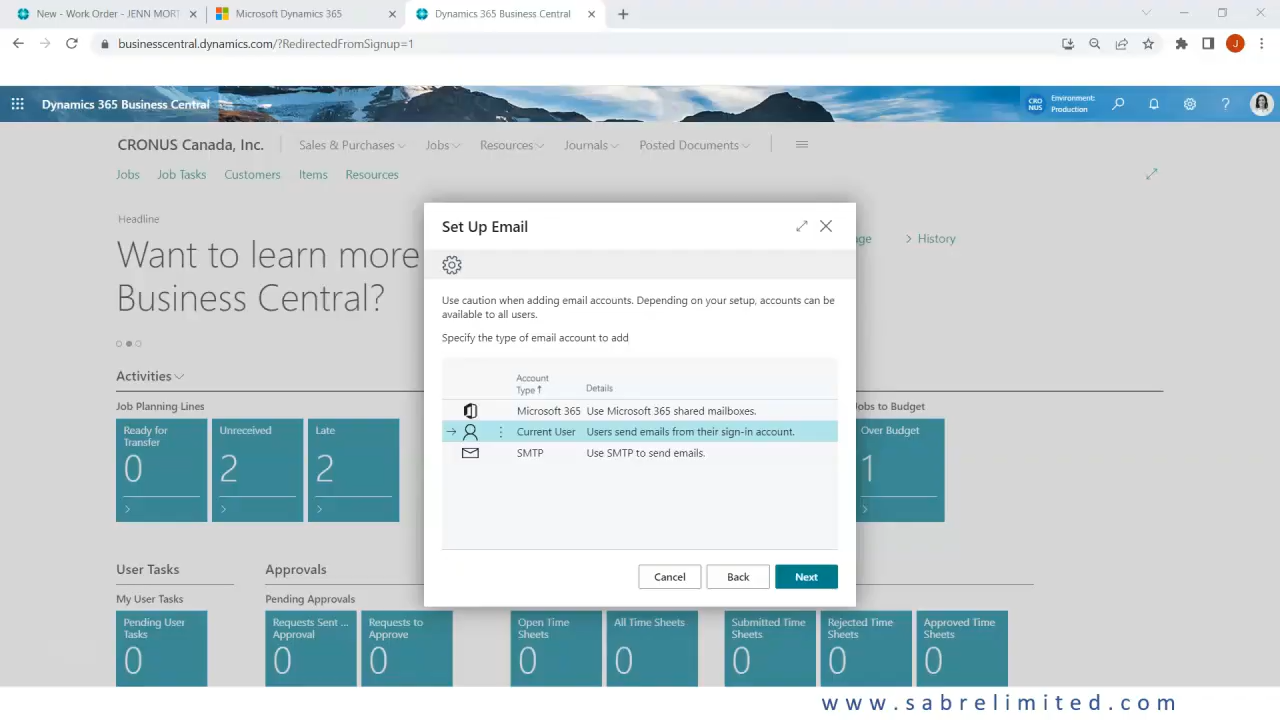 New - Work Order - JENN MORT
Microsoft Dynamics 365
Dynamics 365 Business Central
businesscentral.dynamics.com/?RedirectedFromSignup=1
J
Dynamics 365 Business Central
CRO
NUS
Environment:
Production
?
CRONUS Canada, Inc.
Sales & Purchases
Jobs
Resources
Journals
Posted Documents
Jobs
Job Tasks
Customers
Items
Resources
Headline
Want to learn more
Business Central?
History
Set Up Email
Use caution when adding email accounts. Depending on your setup, accounts can be
available to all users.
Specify the type of email account to add
Account
Type
Details
Microsoft 365
Use Microsoft 365 shared mailboxes.
Current User
Users send emails from their sign-in account.
SMTP
Use SMTP to send emails.
Cancel
Back
Next
Activities
Job Planning Lines
Ready for
Transfer
0
Unreceived
2
Late
2
Jobs to Budget
Over Budget
1
User Tasks
My User Tasks
Pending User
Tasks
0
Approvals
Pending Approvals
Requests Sent ...
Approval
0
Requests to
Approve
0
Open Time
Sheets
0
All Time Sheets
0
Submitted Time
Sheets
0
Rejected Time
Sheets
0
Approved Time
Sheets
0
www.sabrelimited.com